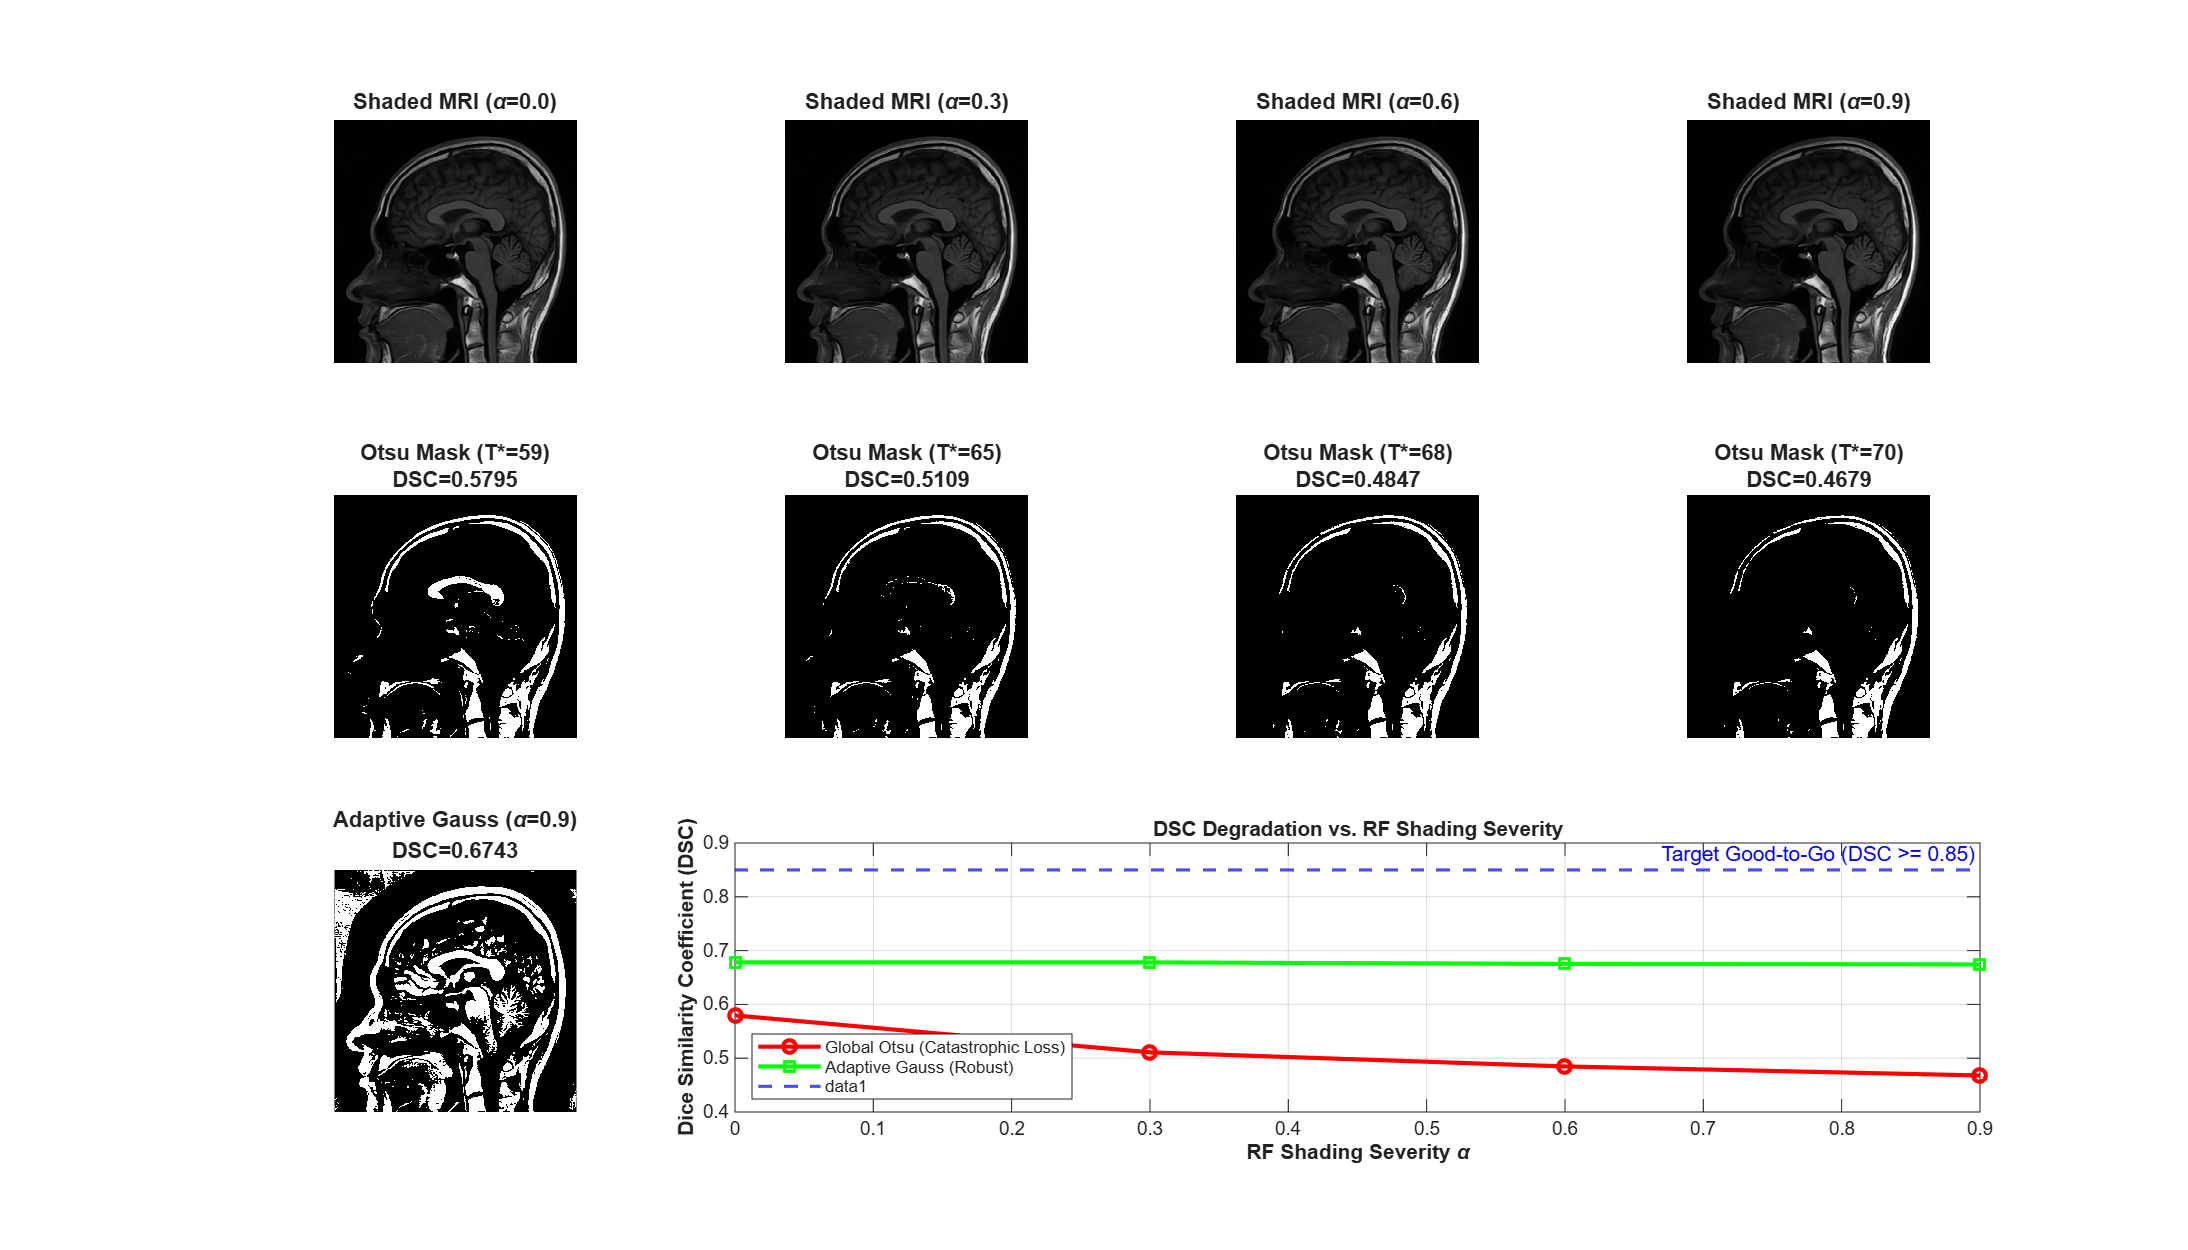 Shaded MRI (α=0.0)
Shaded MRI (α=0.3)
Shaded MRI (α=0.6)
Shaded MRI (α=0.9)
Otsu Mask (T*=59)
DSC=0.5795
Otsu Mask (T*=65)
DSC=0.5109
Otsu Mask (T*=68)
DSC=0.4847
Otsu Mask (T*=70)
DSC=0.4679
Adaptive Gauss (α=0.9)
DSC=0.6743
DSC Degradation vs. RF Shading Severity
Dice Similarity Coefficient (DSC)
0.9
0.8
0.7
0.6
0.5
0.4
Target Good-to-Go (DSC >= 0.85)
Global Otsu (Catastrophic Loss)
Adaptive Gauss (Robust)
data1
0
0.1
0.2
0.3
0.4
0.5
0.6
0.7
0.8
0.9
RF Shading Severity α